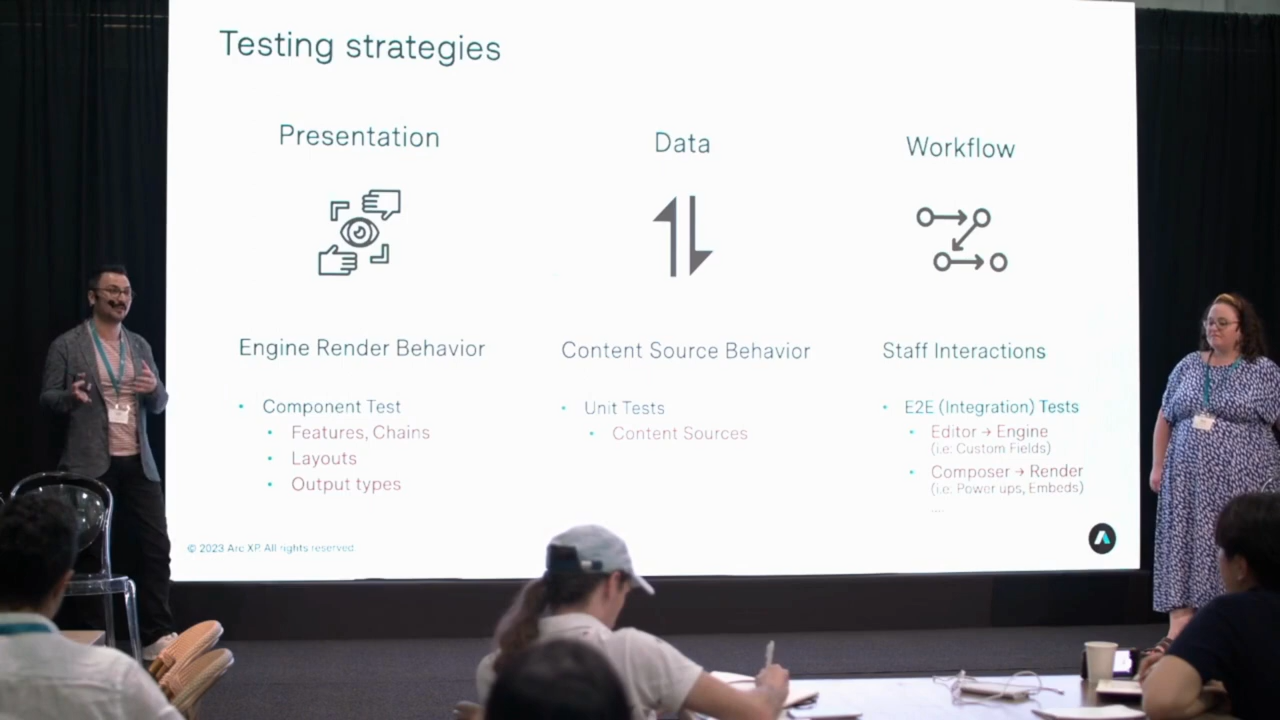 Testing strategies
Presentation
Engine Render Behavior
• Component Test
• Features, Chains
• Layouts
• Output types
Data
Content Source Behavior
• Unit Tests
• Content Sources
Workflow
Staff Interactions
• E2E (Integration) Tests
• Editor → Engine
(i.e: Custom Fields)
• Composer → Render
(i.e: Power ups, Embeds)
....
© 2023 Arc XP. All rights reserved